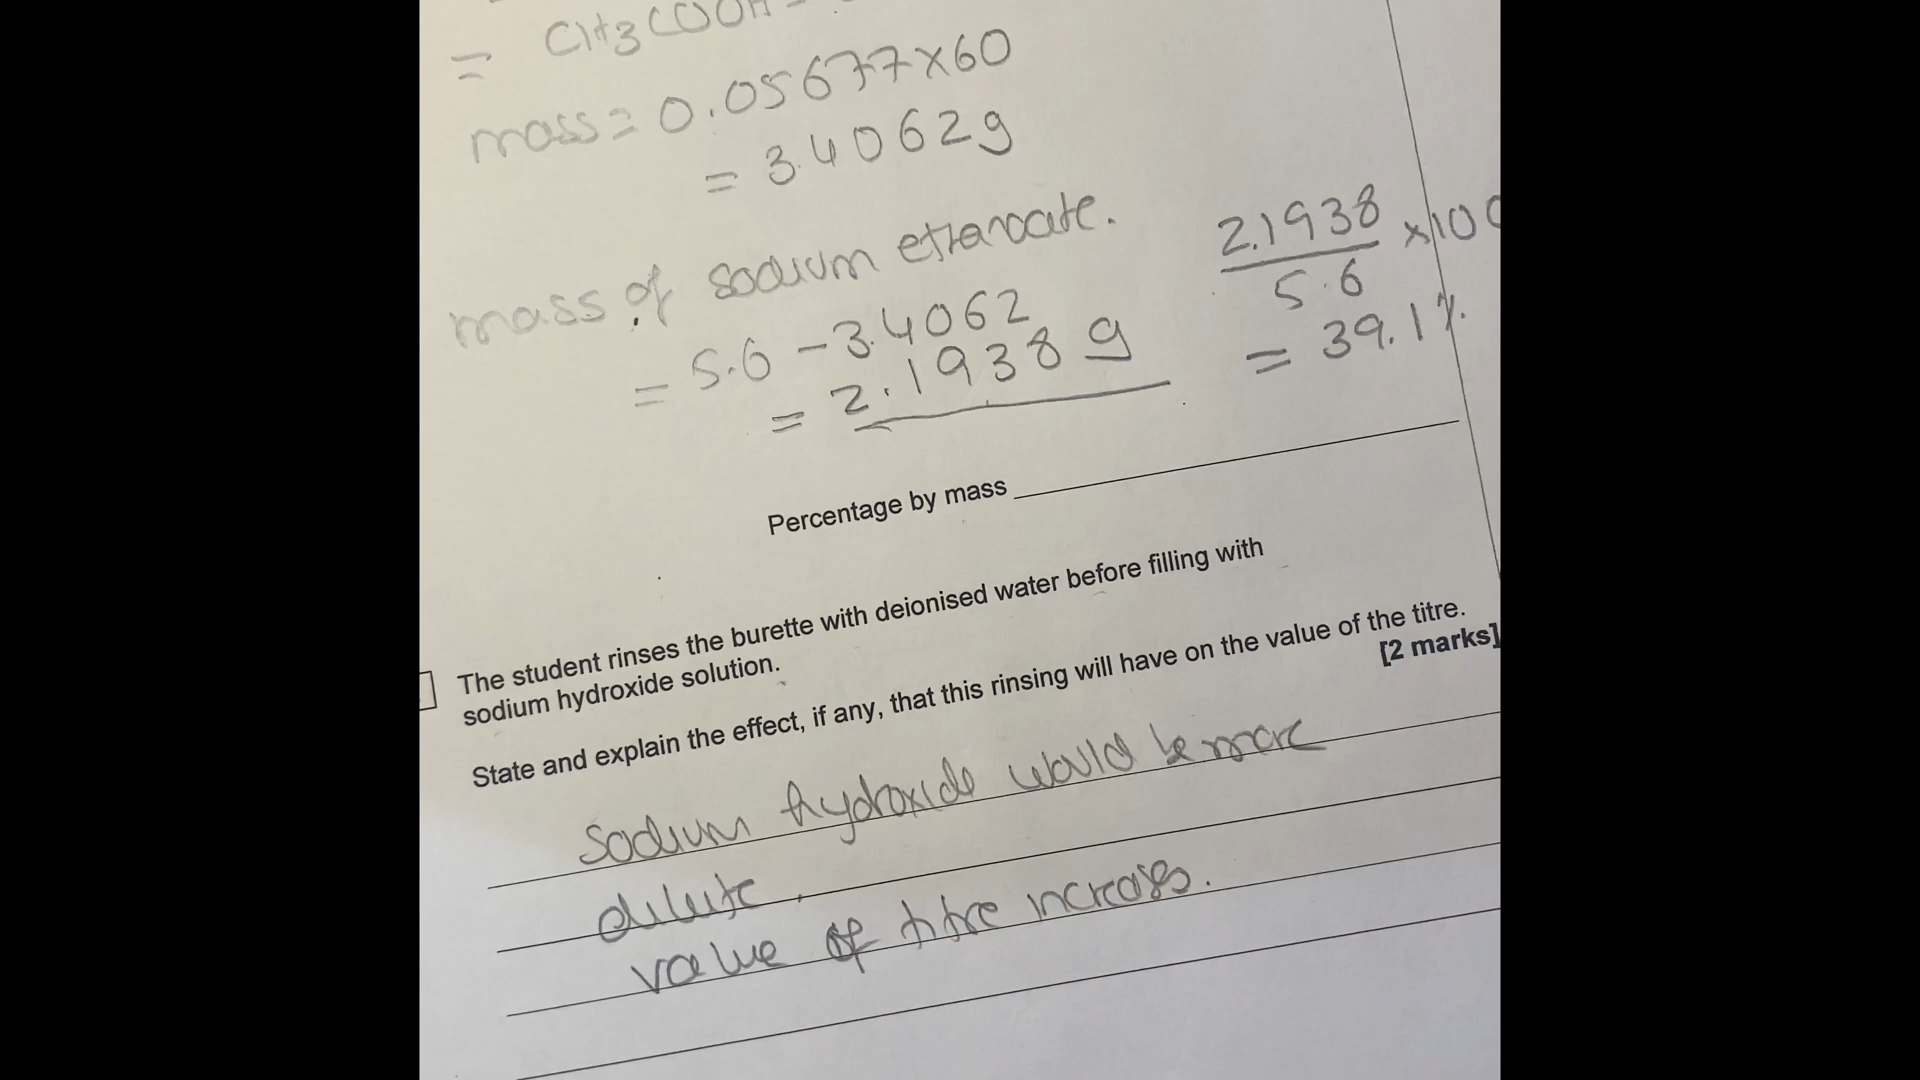 = CH3COOH
mass = 0.05677×60
= 3.4062g
mass of sodium ethanoate.
= 5.6 - 3.4062
= 2.1938 g
2.1938
5.6
×100
= 39.1%
Percentage by mass
The student rinses the burette with deionised water before filling with
sodium hydroxide solution.
State and explain the effect, if any, that this rinsing will have on the value of the titre.
[2 marks]
sodium hydroxide would be more
dilute.
value of titre increases.